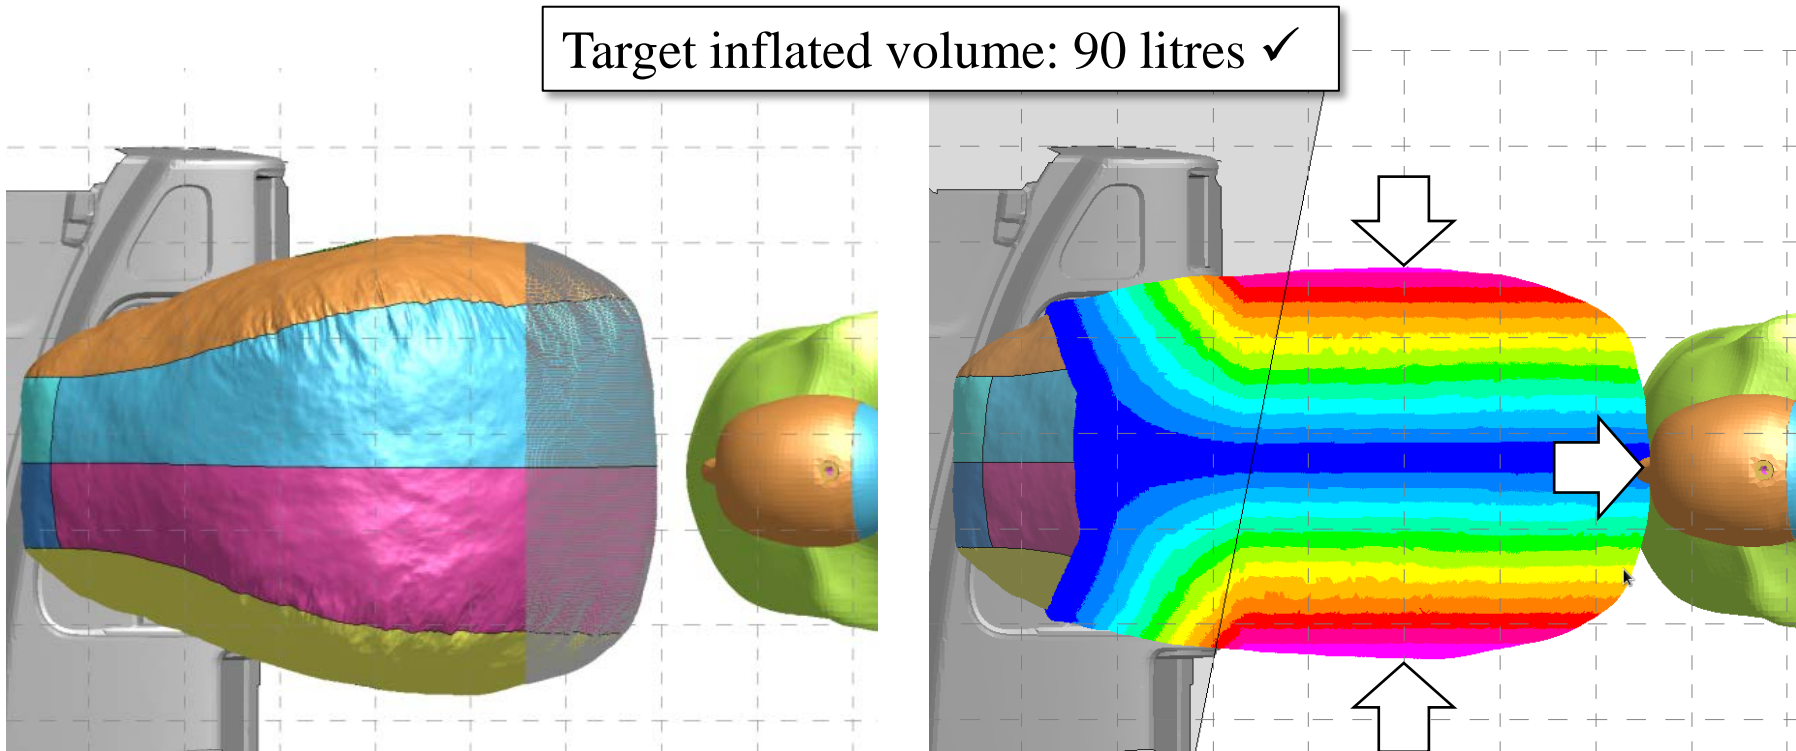 Target inflated volume: 90 litres ✓